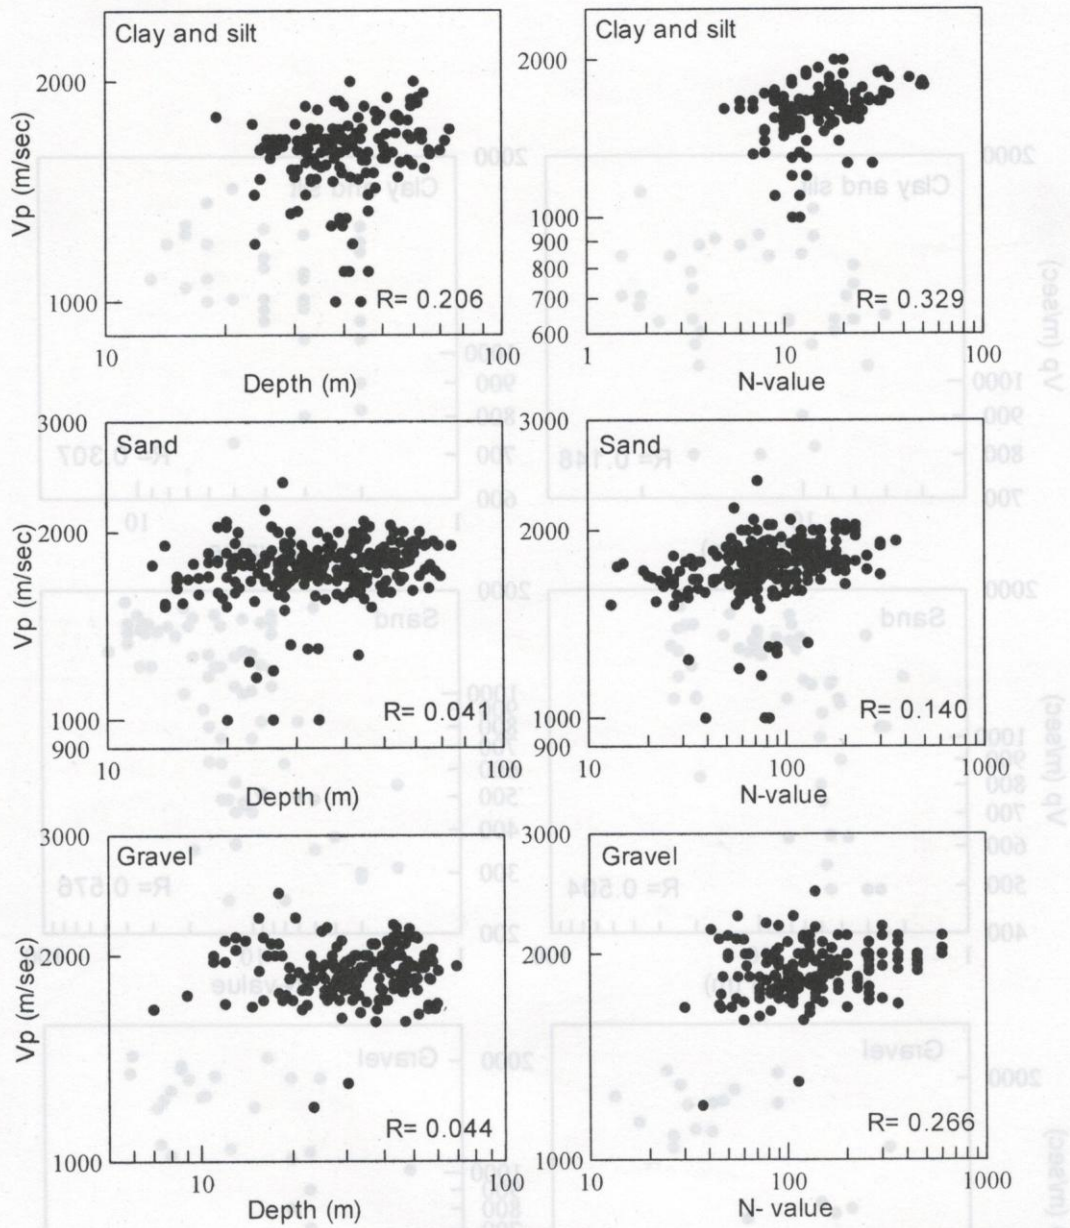 Clay and silt
2000
1000
Vp (m/sec)
R= 0.206
10
100
Depth (m)
Clay and silt
2000
1000
900
800
700
600
R= 0.329
1
10
100
N-value
3000
Sand
2000
1000
900
Vp (m/sec)
R= 0.041
10
100
Depth (m)
3000
Sand
2000
1000
900
R= 0.140
10
100
1000
N-value
3000
Gravel
2000
1000
Vp (m/sec)
R= 0.044
10
100
Depth (m)
3000
Gravel
2000
1000
R= 0.266
10
100
1000
N- value